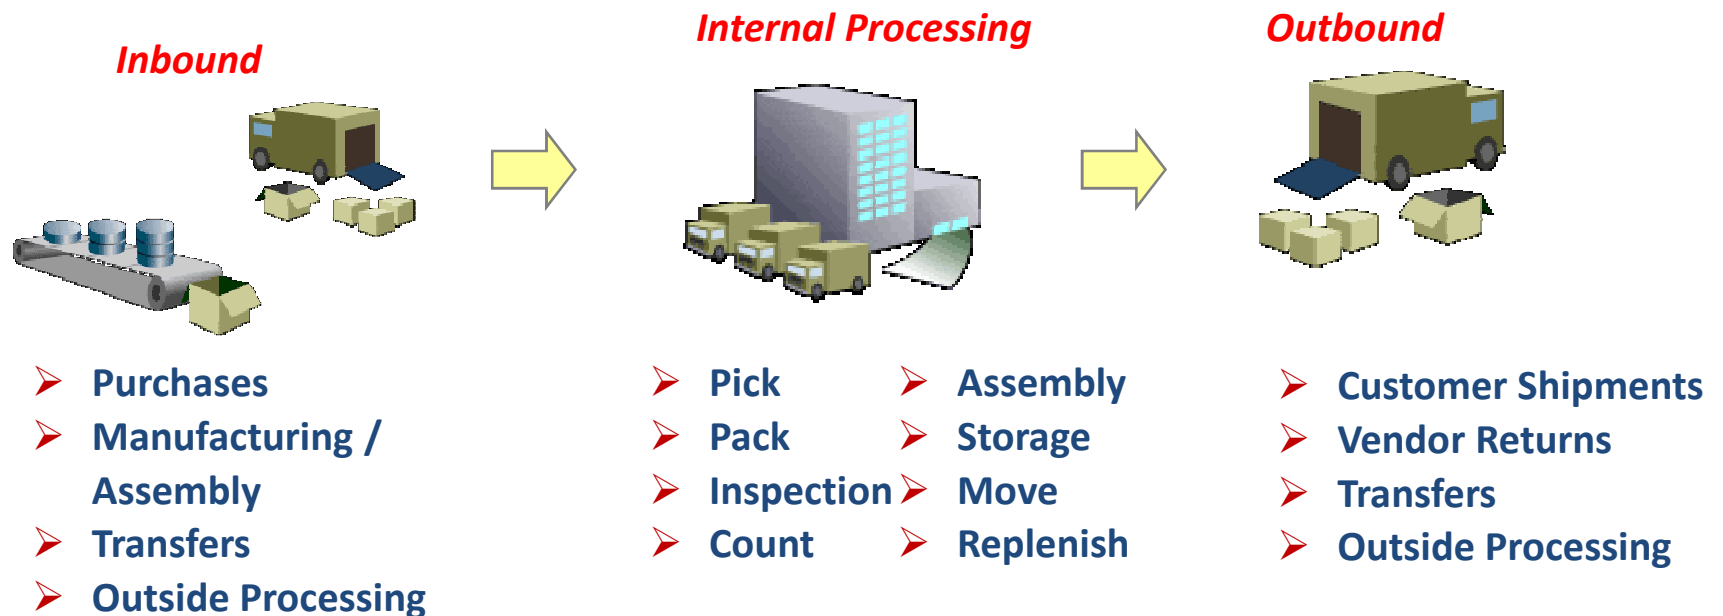 Inbound
Purchases
Manufacturing /
Assembly
Transfers
Outside Processing
Internal Processing
Pick
Pack
Inspection
Count
Assembly
Storage
Move
Replenish
Outbound
Customer Shipments
Vendor Returns
Transfers
Outside Processing